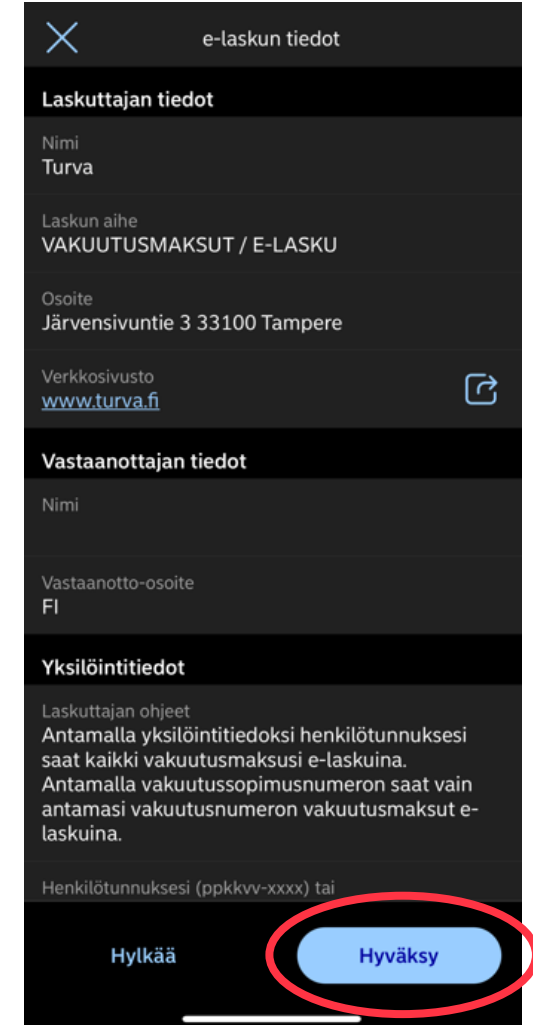 e-laskun tiedot
Laskuttajan tiedot
Nimi
Turva
Laskun aihe
VAKUUTUSMAKSUT / E-LASKU
Osoite
Järvensivuntie 3 33100 Tampere
Verkkosivusto
www.turva.fi
Vastaanottajan tiedot
Nimi
Vastaanotto-osoite
FI
Yksilöintitiedot
Laskuttajan ohjeet
Antamalla yksilöintitiedoksi henkilötunnuksesi
saat kaikki vakuutusmaksusi e-laskuina.
Antamalla vakuutussopimusnumeron saat vain
antamasi vakuutusnumeron vakuutusmaksut e-
laskuina.
Henkilötunnuksesi (ppkkvv-xxxx) tai
Hylkää
Hyväksy